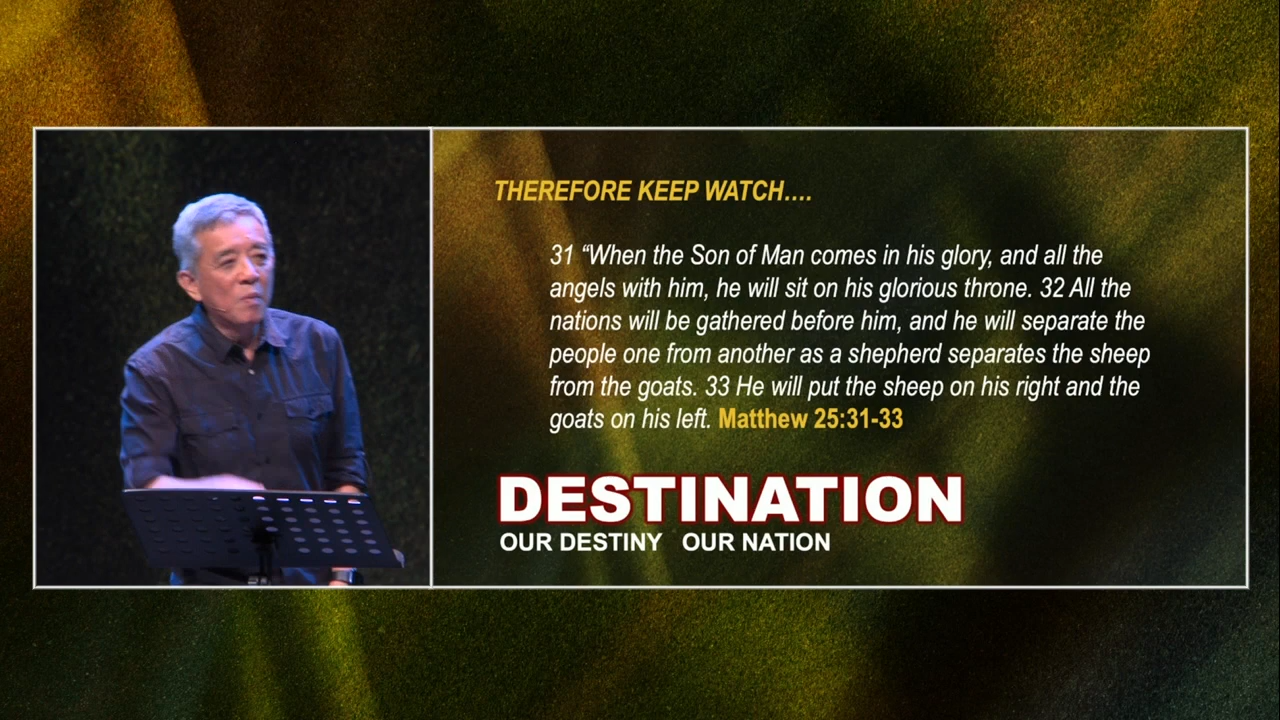 THEREFORE KEEP WATCH....
31 “When the Son of Man comes in his glory, and all the
angels with him, he will sit on his glorious throne. 32 All the
nations will be gathered before him, and he will separate the
people one from another as a shepherd separates the sheep
from the goats. 33 He will put the sheep on his right and the
goats on his left. Matthew 25:31-33
DESTINATION
OUR DESTINY OUR NATION